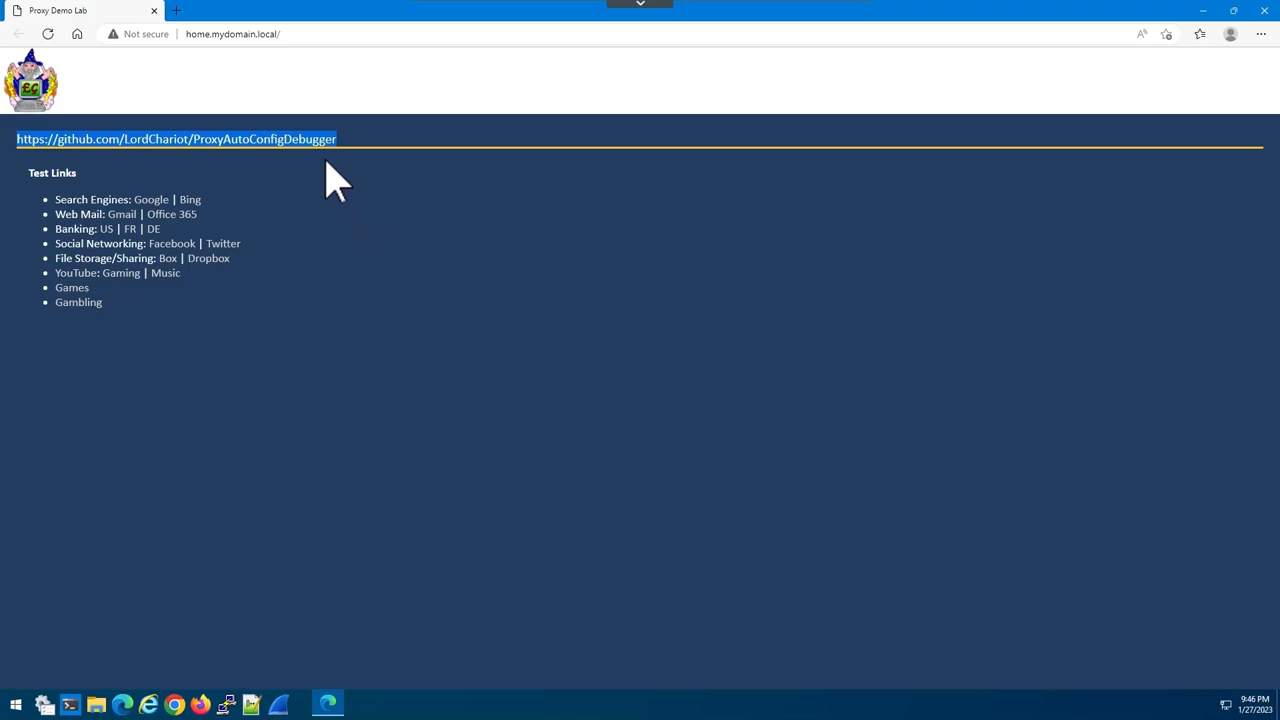 Proxy Demo Lab
Not secure
home.mydomain.local/
https://github.com/LordChariot/ProxyAutoConfigDebugger
Test Links
Search Engines: Google | Bing
Web Mail: Gmail | Office 365
Banking: US | FR | DE
Social Networking: Facebook | Twitter
File Storage/Sharing: Box | Dropbox
YouTube: Gaming | Music
Games
Gambling
9:46 PM
1/27/2023